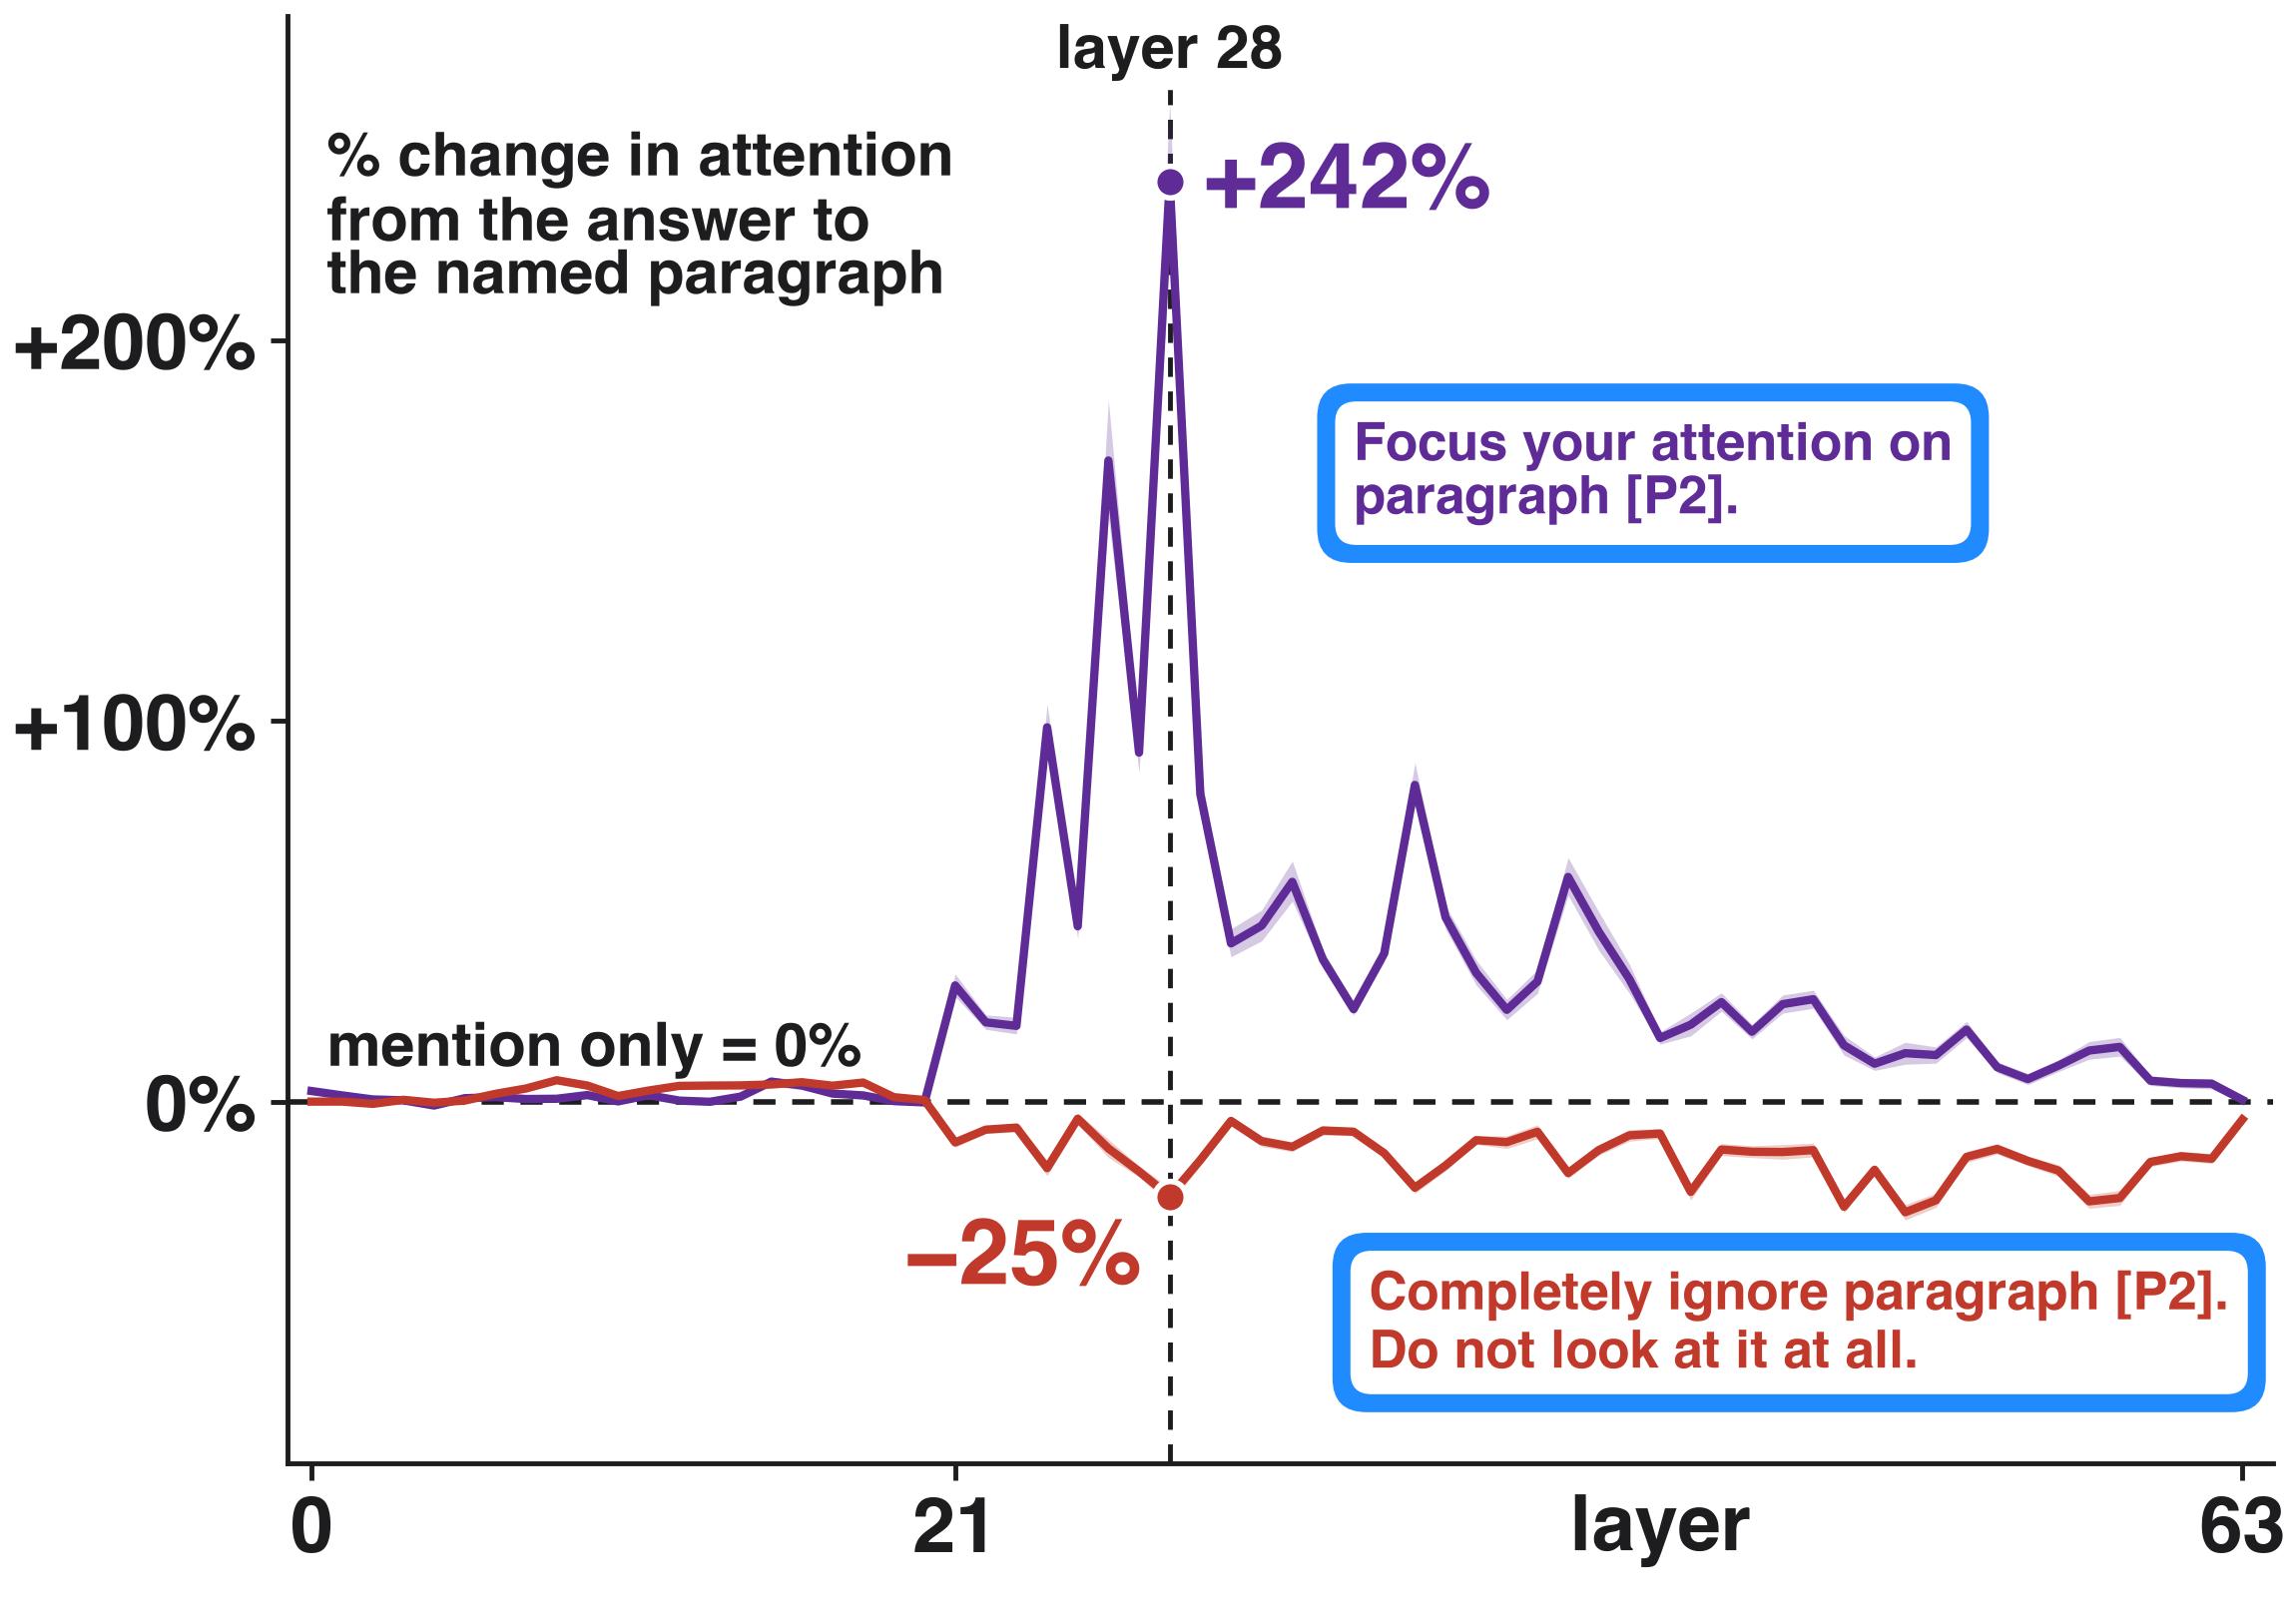 layer 28
% change in attention
from the answer to
the named paragraph
+242%
+200%
Focus your attention on
paragraph [P2].
+100%
mention only = 0%
0%
−25%
Completely ignore paragraph [P2].
Do not look at it at all.
0
21
layer
63